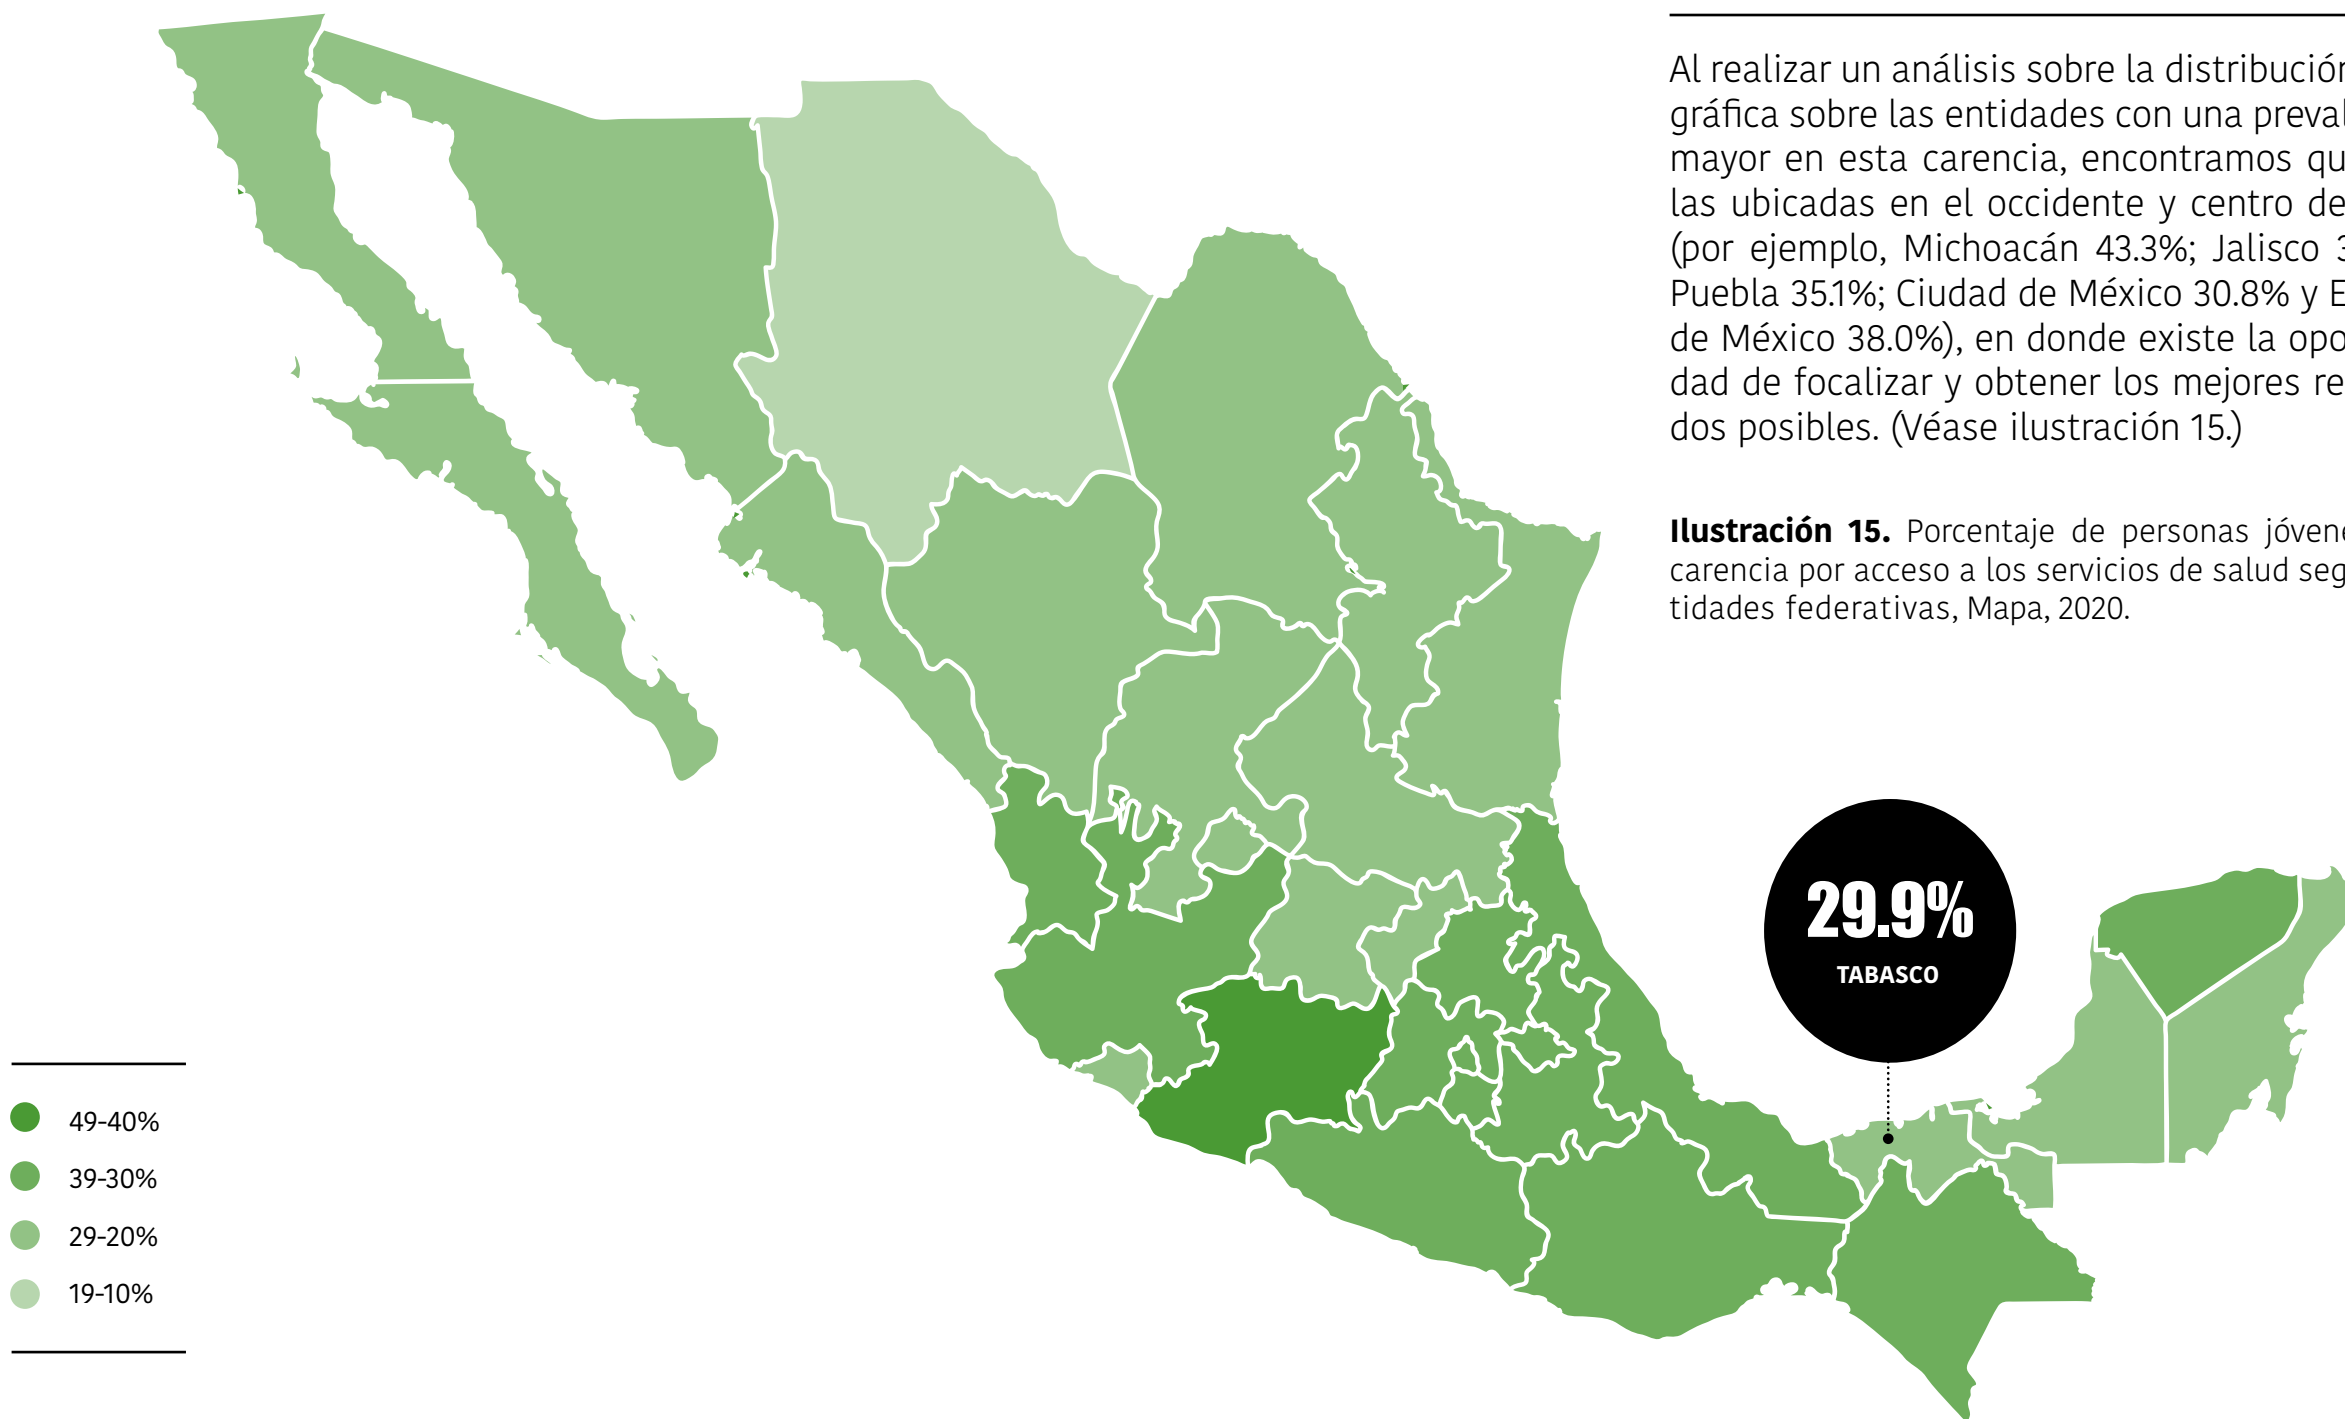 Al realizar un análisis sobre la distribución
gráfica sobre las entidades con una preval
mayor en esta carencia, encontramos qu
las ubicadas en el occidente y centro de
(por ejemplo, Michoacán 43.3%; Jalisco 3
Puebla 35.1%; Ciudad de México 30.8% y E
de México 38.0%), en donde existe la opo
dad de focalizar y obtener los mejores re
dos posibles. (Véase ilustración 15.)
Ilustración 15. Porcentaje de personas jóvene
carencia por acceso a los servicios de salud seg
tidades federativas, Mapa, 2020.
29.9%
TABASCO
49-40%
39-30%
29-20%
19-10%